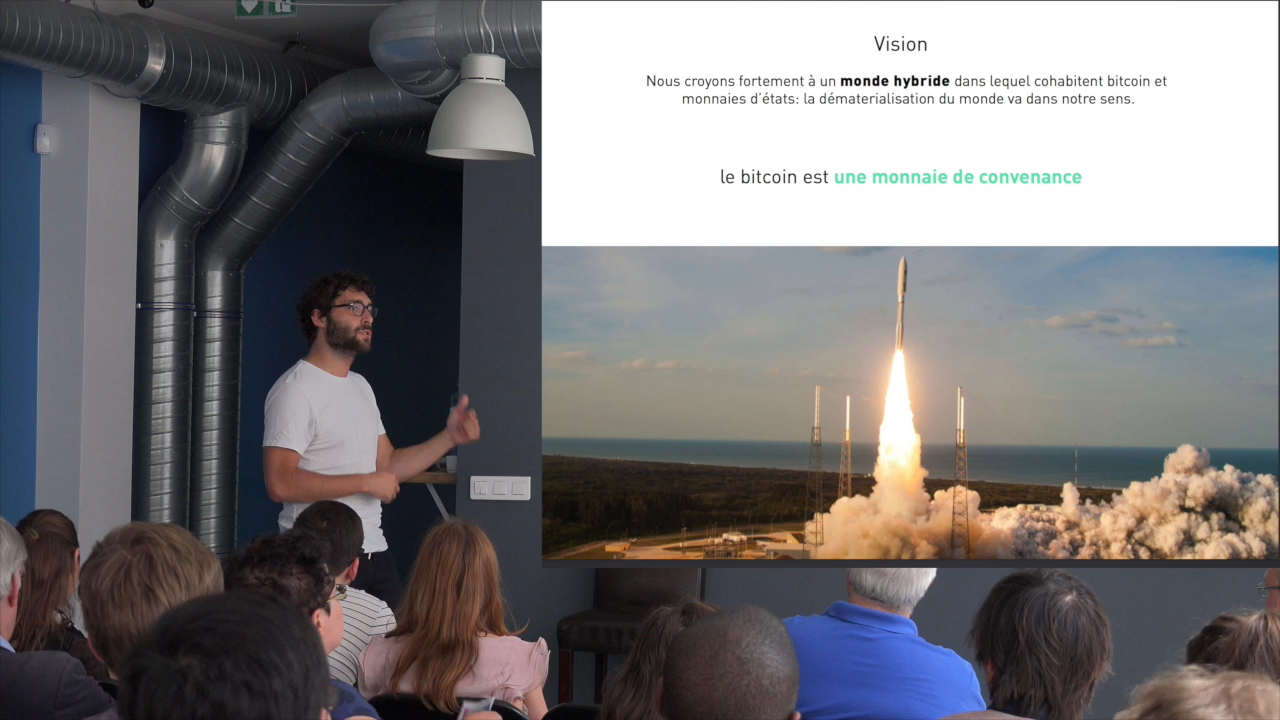 Vision
Nous croyons fortement à un monde hybride dans lequel cohabitent bitcoin et
monnaies d'états: la dématerialisation du monde va dans notre sens.
le bitcoin est une monnaie de convenance